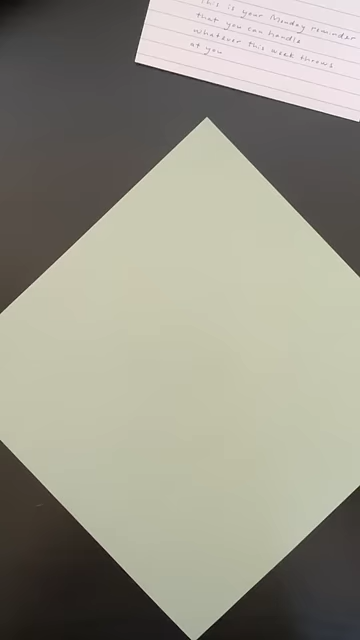 This is your Monday reminder
that you can handle
whatever this week throws
at you